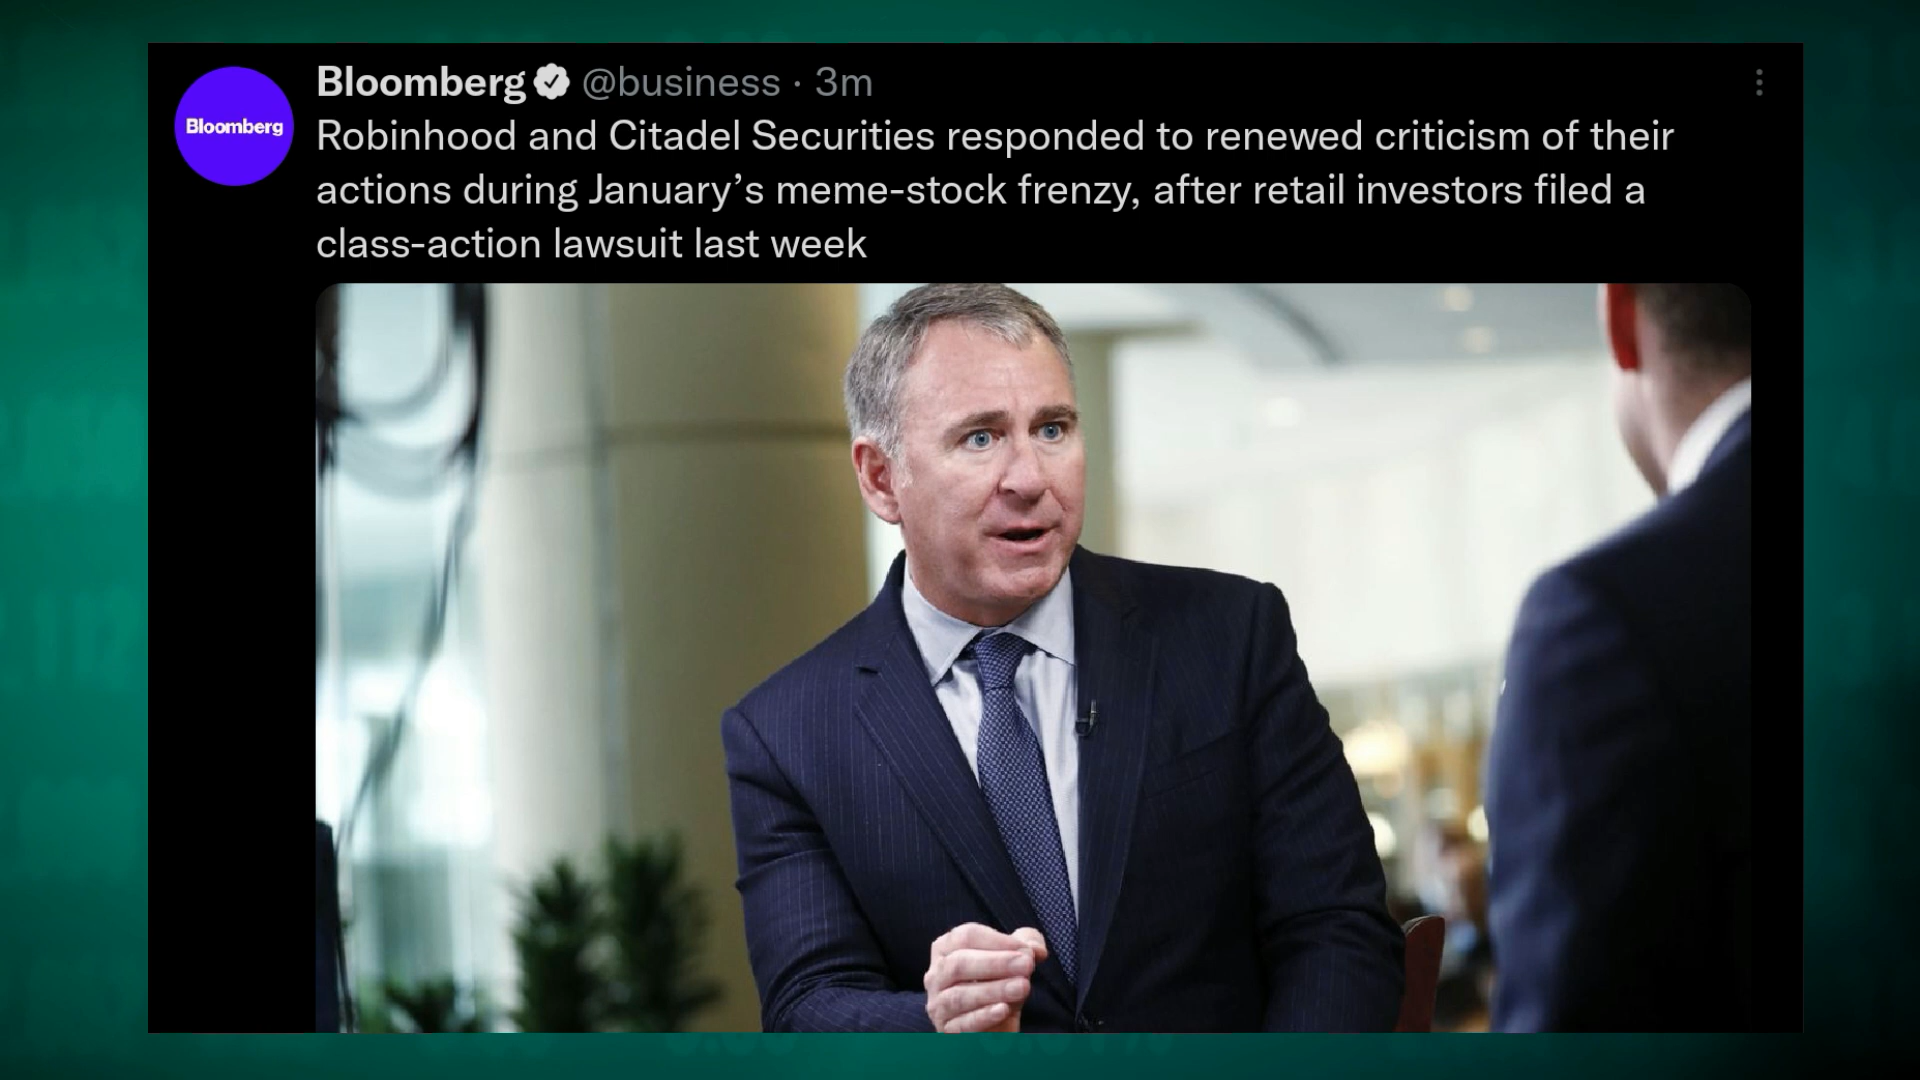 Bloomberg @business · 3m
Bloomberg
Robinhood and Citadel Securities responded to renewed criticism of their
actions during January’s meme-stock frenzy, after retail investors filed a
class-action lawsuit last week